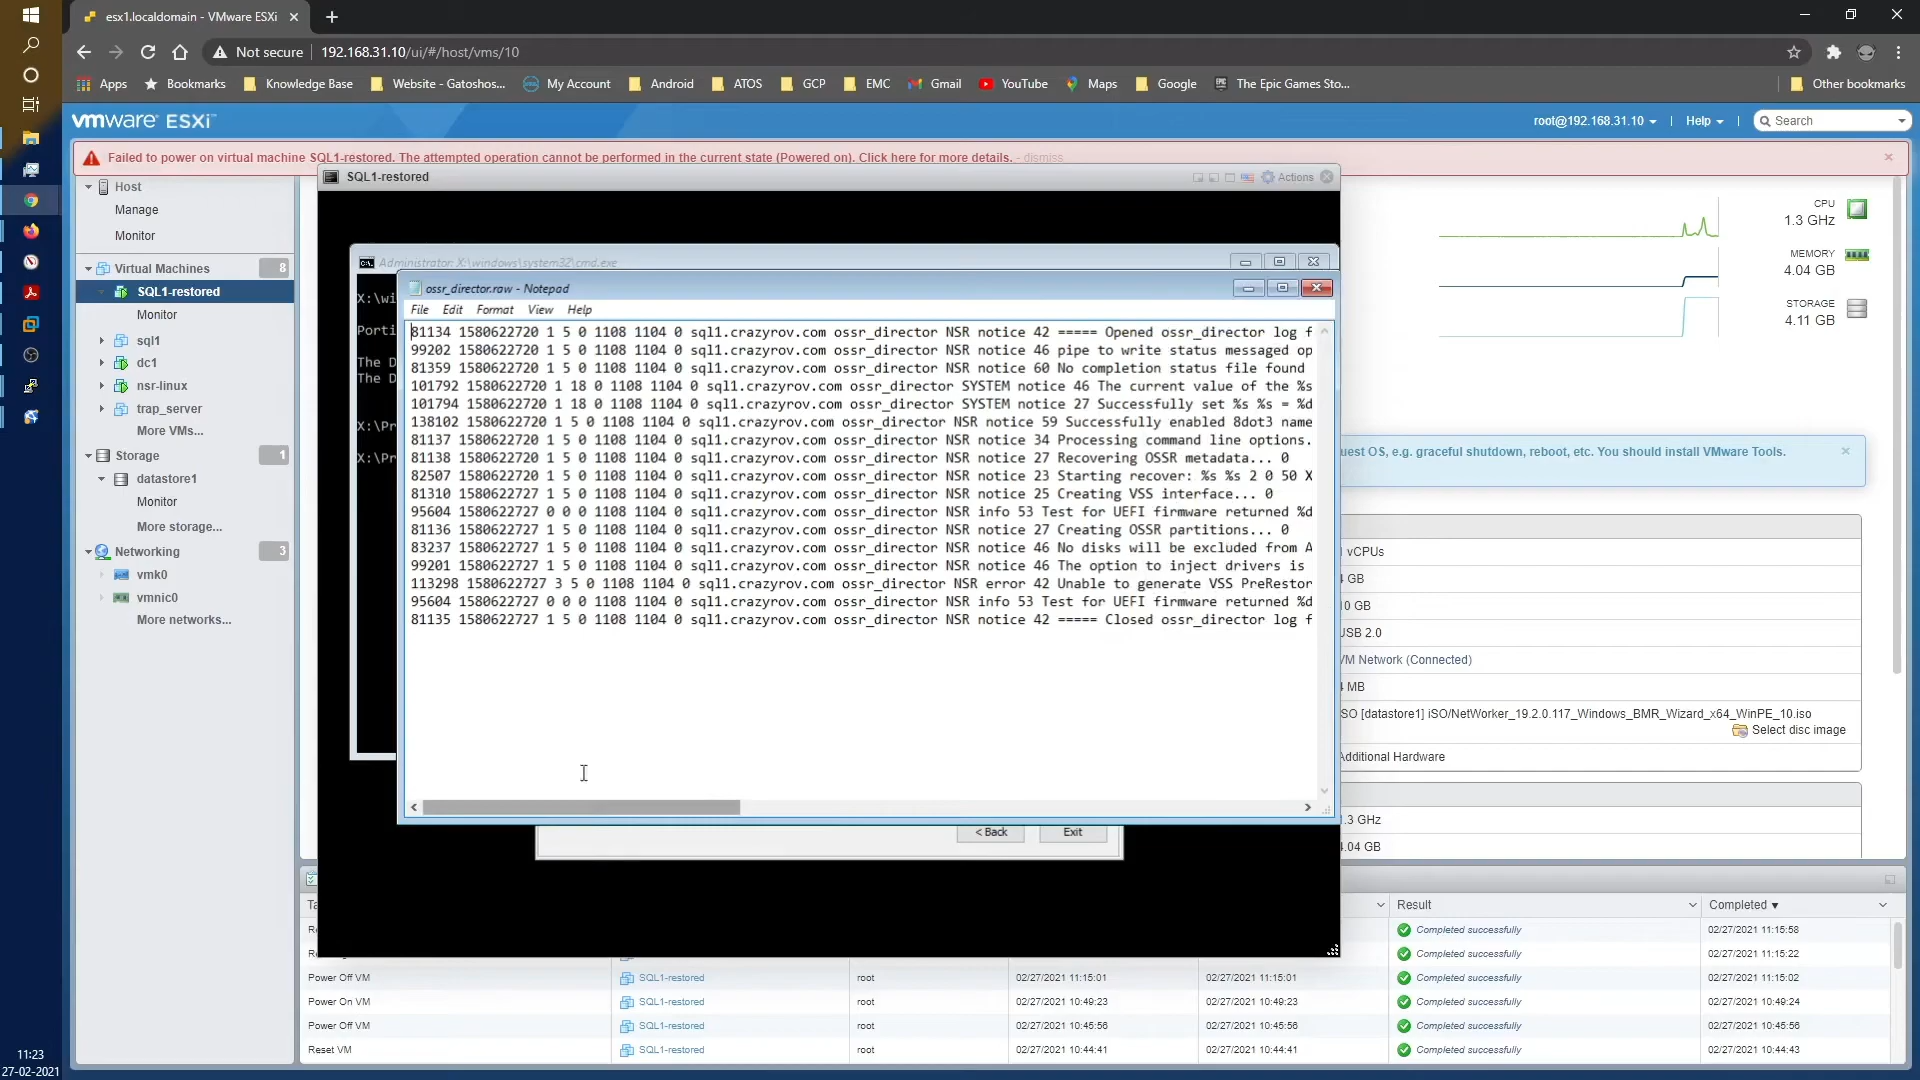 esx1.localdomain - VMware ESXi
Not secure
192.168.31.10/ui/#/host/vms/10
Apps
Bookmarks
Knowledge Base
Website - Gatoshos...
My Account
Android
ATOS
GCP
EMC
Gmail
YouTube
Maps
Google
The Epic Games Sto...
Other bookmarks
vmware ESXi
root@192.168.31.10
Help
Search
Failed to power on virtual machine SQL1-restored. The attempted operation cannot be performed in the current state (Powered on). Click here for more details. - dismiss
Host
Manage
Monitor
Virtual Machines 8
SQL1-restored
Monitor
sql1
dc1
nsr-linux
trap_server
More VMs...
Storage 1
datastore1
Monitor
More storage...
Networking 3
vmk0
vmnic0
More networks...
SQL1-restored
Actions
Administrator: X:\windows\system32\cmd.exe
X:\wi
Porti
The D
The D
X:\Pr
X:\Pr
ossr_director.raw - Notepad
File Edit Format View Help
81134 1580622720 1 5 0 1108 1104 0 sql1.crazyrov.com ossr_director NSR notice 42 ===== Opened ossr_director log f
99202 1580622720 1 5 0 1108 1104 0 sql1.crazyrov.com ossr_director NSR notice 46 pipe to write status messaged op
81359 1580622720 1 5 0 1108 1104 0 sql1.crazyrov.com ossr_director NSR notice 60 No completion status file found
101792 1580622720 1 18 0 1108 1104 0 sql1.crazyrov.com ossr_director SYSTEM notice 46 The current value of the %s
101794 1580622720 1 18 0 1108 1104 0 sql1.crazyrov.com ossr_director SYSTEM notice 27 Successfully set %s %s = %d
138102 1580622720 1 5 0 1108 1104 0 sql1.crazyrov.com ossr_director NSR notice 59 Successfully enabled 8dot3 name
81137 1580622720 1 5 0 1108 1104 0 sql1.crazyrov.com ossr_director NSR notice 34 Processing command line options.
81138 1580622720 1 5 0 1108 1104 0 sql1.crazyrov.com ossr_director NSR notice 27 Recovering OSSR metadata... 0
82507 1580622720 1 5 0 1108 1104 0 sql1.crazyrov.com ossr_director NSR notice 23 Starting recover: %s %s 2 0 50 X
81310 1580622727 1 5 0 1108 1104 0 sql1.crazyrov.com ossr_director NSR notice 25 Creating VSS interface... 0
95604 1580622727 0 0 0 1108 1104 0 sql1.crazyrov.com ossr_director NSR info 53 Test for UEFI firmware returned %d
81136 1580622727 1 5 0 1108 1104 0 sql1.crazyrov.com ossr_director NSR notice 27 Creating OSSR partitions... 0
83237 1580622727 1 5 0 1108 1104 0 sql1.crazyrov.com ossr_director NSR notice 46 No disks will be excluded from A
99201 1580622727 1 5 0 1108 1104 0 sql1.crazyrov.com ossr_director NSR notice 46 The option to inject drivers is
113298 1580622727 3 5 0 1108 1104 0 sql1.crazyrov.com ossr_director NSR error 42 Unable to generate VSS PreRestor
95604 1580622727 0 0 0 1108 1104 0 sql1.crazyrov.com ossr_director NSR info 53 Test for UEFI firmware returned %d
81135 1580622727 1 5 0 1108 1104 0 sql1.crazyrov.com ossr_director NSR notice 42 ===== Closed ossr_director log f
< Back
Exit
CPU
1.3 GHz
MEMORY
4.04 GB
STORAGE
4.11 GB
uest OS, e.g. graceful shutdown, reboot, etc. You should install VMware Tools.
vCPUs
GB
0 GB
USB 2.0
VM Network (Connected)
MB
SO [datastore1] iSO/NetWorker_19.2.0.117_Windows_BMR_Wizard_x64_WinPE_10.iso
Select disc image
Additional Hardware
.3 GHz
.04 GB
Ta
Result
Completed ▼
Re
Completed successfully
02/27/2021 11:15:58
Completed successfully
02/27/2021 11:15:22
Power Off VM SQL1-restored root 02/27/2021 11:15:01 02/27/2021 11:15:01 Completed successfully 02/27/2021 11:15:02
Power On VM SQL1-restored root 02/27/2021 10:49:23 02/27/2021 10:49:23 Completed successfully 02/27/2021 10:49:24
Power Off VM SQL1-restored root 02/27/2021 10:45:56 02/27/2021 10:45:56 Completed successfully 02/27/2021 10:45:56
Reset VM SQL1-restored root 02/27/2021 10:44:41 02/27/2021 10:44:41 Completed successfully 02/27/2021 10:44:43
11:23
27-02-2021